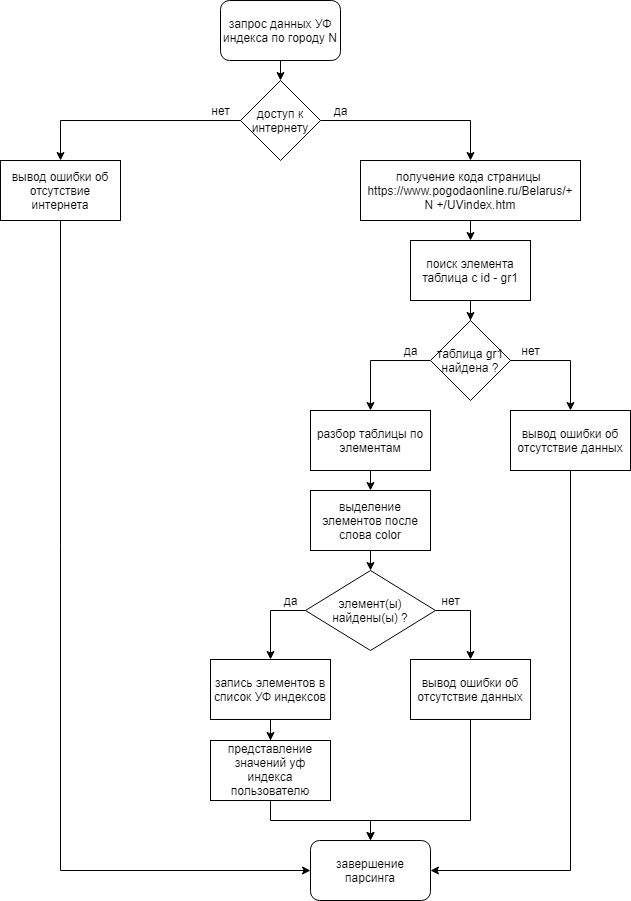 запрос данных УФ
индекса по городу N
нет
доступ к
интернету
да
вывод ошибки об
отсутствие
интернета
получение кода страницы
https://www.pogodaonline.ru/Belarus/+
N +/UVindex.htm
поиск элемента
таблица с id - gr1
да
таблица gr1
найдена ?
нет
разбор таблицы по
элементам
вывод ошибки об
отсутствие данных
выделение
элементов после
слова color
да
элемент(ы)
найдены(ы) ?
нет
запись элементов в
список УФ индексов
вывод ошибки об
отсутствие данных
представление
значений уф
индекса
пользователю
завершение
парсинга